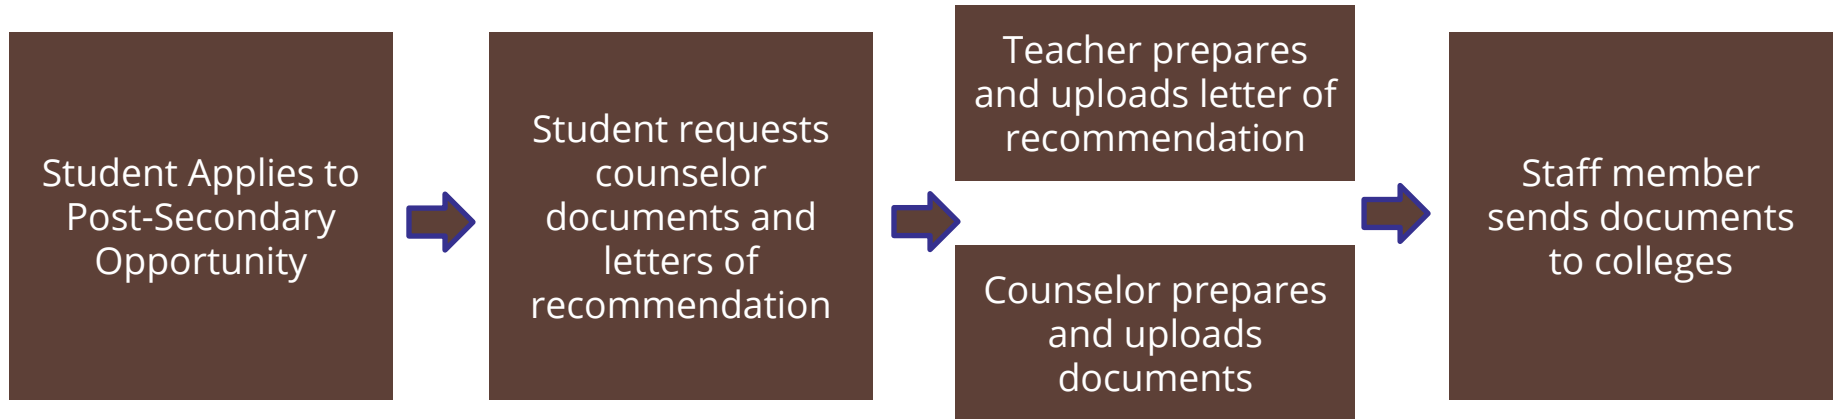 Student Applies to
Post-Secondary
Opportunity
Student requests
counselor
documents and
letters of
recommendation
Teacher prepares
and uploads letter of
recommendation
Counselor prepares
and uploads
documents
Staff member
sends documents
to colleges